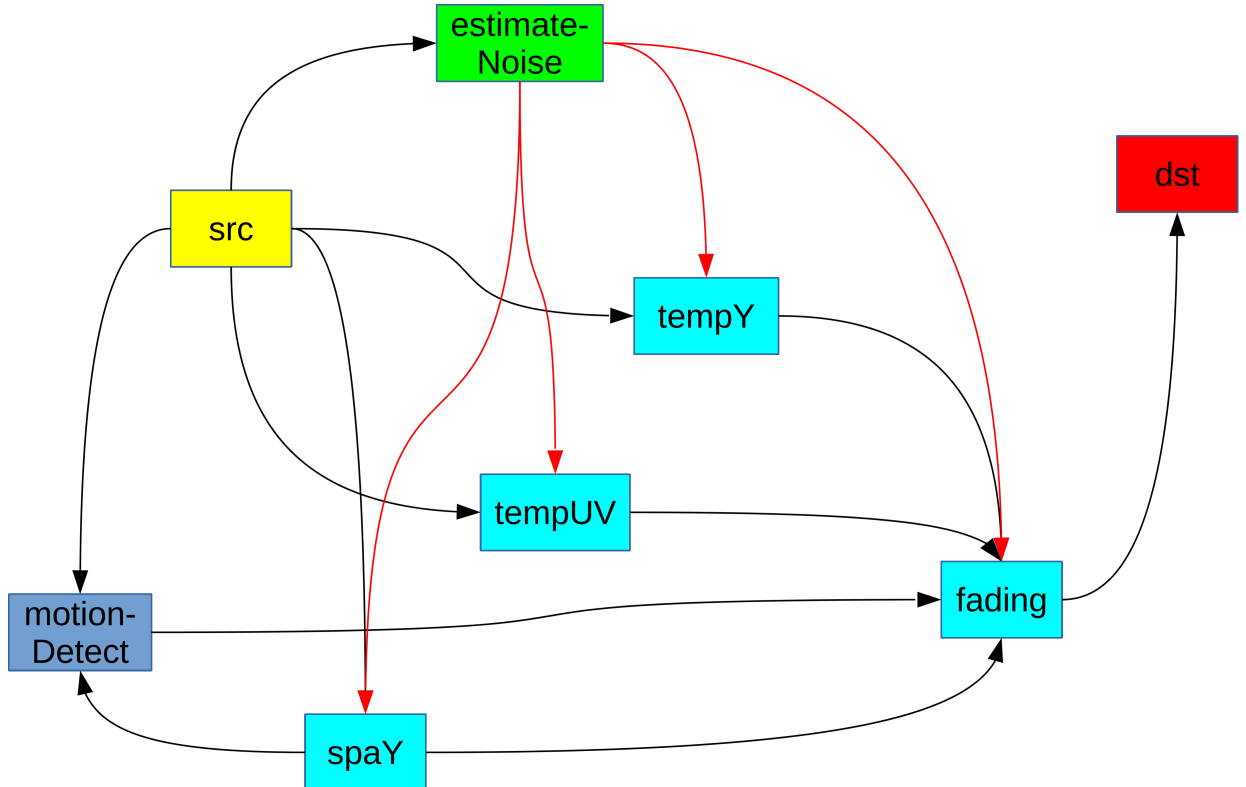 estimate-
Noise
dst
src
tempY
tempUV
fading
motion-
Detect
spaY